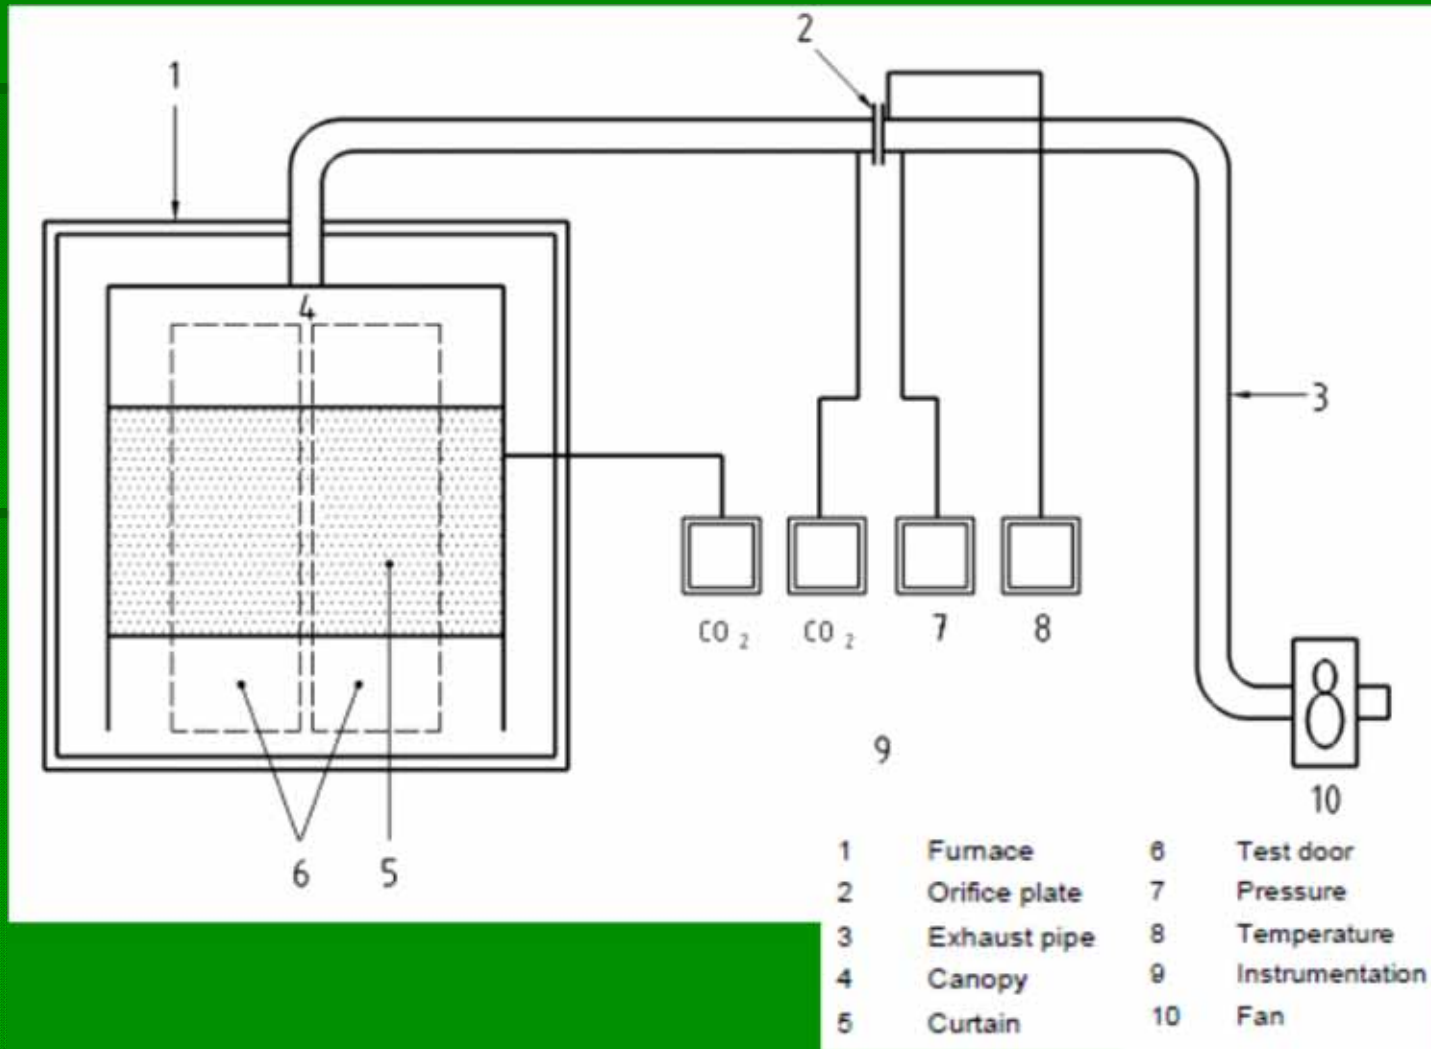 2
1
4
3
CO 2
CO 2
7
8
9
10
6
5
1 Furnace 6 Test door
2 Orifice plate 7 Pressure
3 Exhaust pipe 8 Temperature
4 Canopy 9 Instrumentation
5 Curtain 10 Fan